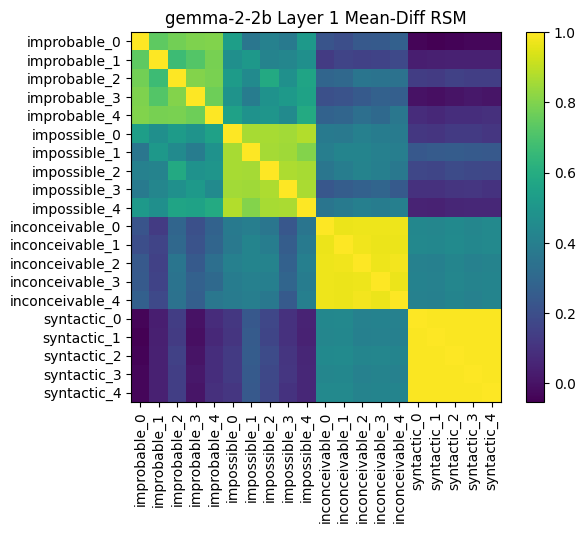 gemma-2-2b Layer 1 Mean-Diff RSM
improbable_0
improbable_1
improbable_2
improbable_3
improbable_4
impossible_0
impossible_1
impossible_2
impossible_3
impossible_4
inconceivable_0
inconceivable_1
inconceivable_2
inconceivable_3
inconceivable_4
syntactic_0
syntactic_1
syntactic_2
syntactic_3
syntactic_4
improbable_0
improbable_1
improbable_2
improbable_3
improbable_4
impossible_0
impossible_1
impossible_2
impossible_3
impossible_4
inconceivable_0
inconceivable_1
inconceivable_2
inconceivable_3
inconceivable_4
syntactic_0
syntactic_1
syntactic_2
syntactic_3
syntactic_4
1.0
0.8
0.6
0.4
0.2
0.0